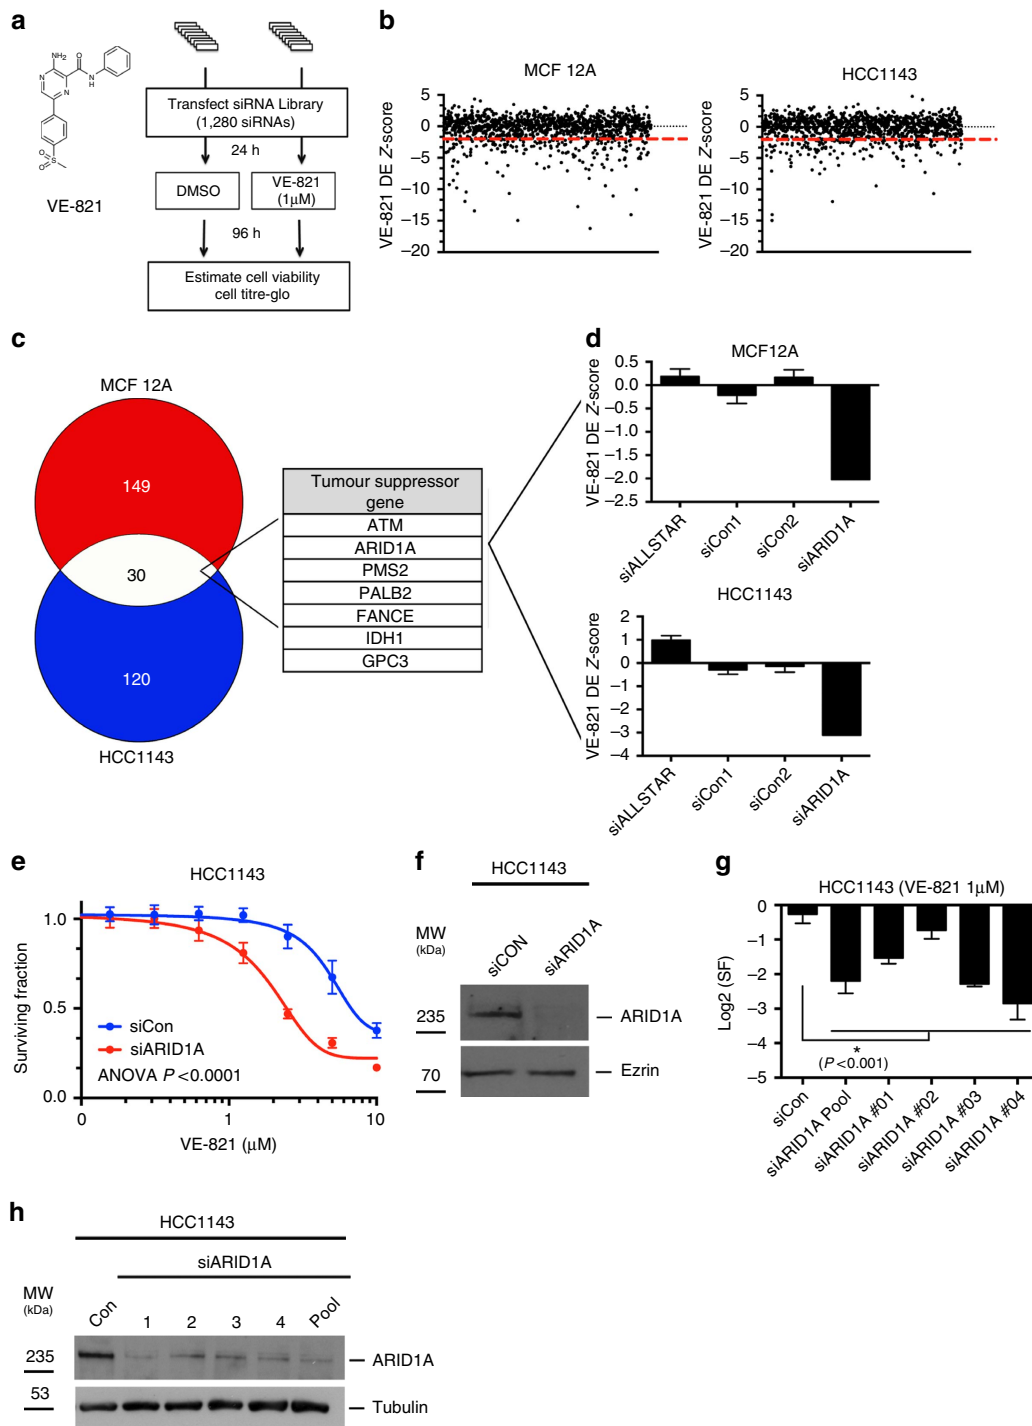 a
NH₂
O
N
N
N
H
O
S
O
VE-821
Transfect siRNA Library
(1,280 siRNAs)
24 h
DMSO
VE-821
(1μM)
96 h
Estimate cell viability
cell titre-glo
b
MCF 12A
VE-821 DE Z-score
5
0
−5
−10
−15
−20
HCC1143
VE-821 DE Z-score
5
0
−5
−10
−15
−20
c
MCF 12A
149
30
120
HCC1143
Tumour suppressor
gene
ATM
ARID1A
PMS2
PALB2
FANCE
IDH1
GPC3
d
MCF12A
VE-821 DE Z-score
0.5
0.0
−0.5
−1.0
−1.5
−2.0
−2.5
siALLSTAR
siCon1
siCon2
siARID1A
HCC1143
VE-821 DE Z-score
2
1
0
−1
−2
−3
−4
siALLSTAR
siCon1
siCon2
siARID1A
e
HCC1143
Surviving fraction
1.0
0.5
0.0
siCon
siARID1A
ANOVA P<0.0001
0
1
10
VE-821 (μM)
f
HCC1143
MW
(kDa)
siCON
siARID1A
235
ARID1A
70
Ezrin
g
HCC1143 (VE-821 1μM)
Log2 (SF)
0
−1
−2
−3
−4
−5
*
(P<0.001)
siCon
siARID1A Pool
siARID1A #01
siARID1A #02
siARID1A #03
siARID1A #04
h
HCC1143
siARID1A
MW
(kDa)
Con
1
2
3
4
Pool
235
ARID1A
53
Tubulin